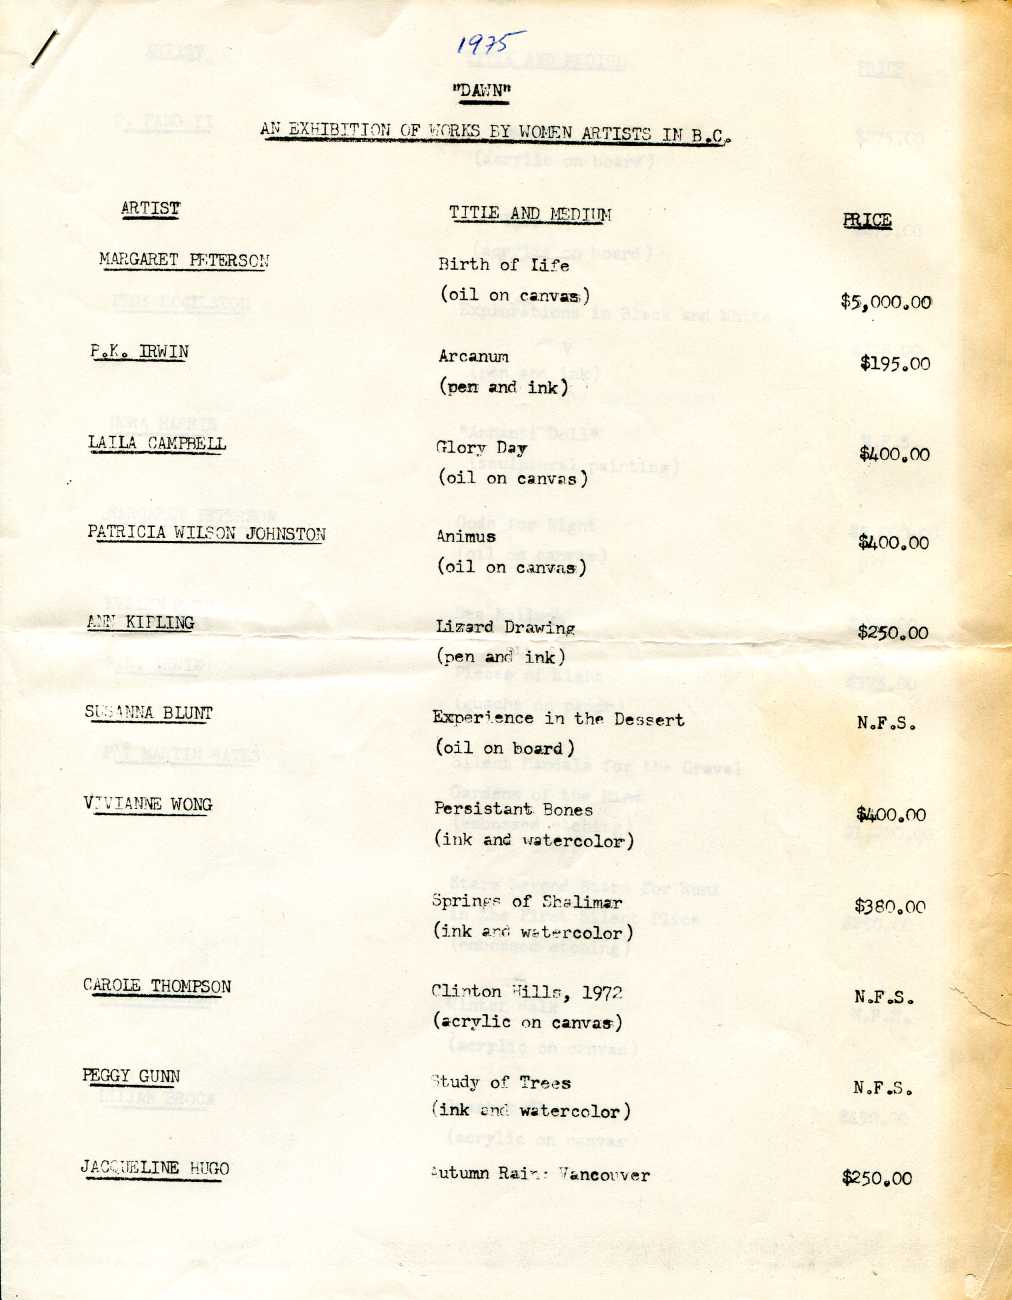 1975
"DAWN"
AN EXHIBITION OF WORKS BY WOMEN ARTISTS IN B.C.
ARTIST TITLE AND MEDIUM PRICE
MARGARET PETERSON Birth of Life
(oil on canvas) $5,000.00
P.K. IRWIN Arcanum $195.00
(pen and ink)
LAILA CAMPBELL Glory Day $400.00
(oil on canvas)
PATRICIA WILSON JOHNSTON Animus $400.00
(oil on canvas)
ANN KIPLING Lizard Drawing $250.00
(pen and ink)
SUSANNA BLUNT Experience in the Dessert N.F.S.
(oil on board)
VIVIANNE WONG Persistant Bones $400.00
(ink and watercolor)
Springs of Shalimar $380.00
(ink and watercolor)
CAROLE THOMPSON Clinton Hills, 1972 N.F.S.
(acrylic on canvas)
PEGGY GUNN Study of Trees N.F.S.
(ink and watercolor)
JACQUELINE HUGO Autumn Rain: Vancouver $250.00